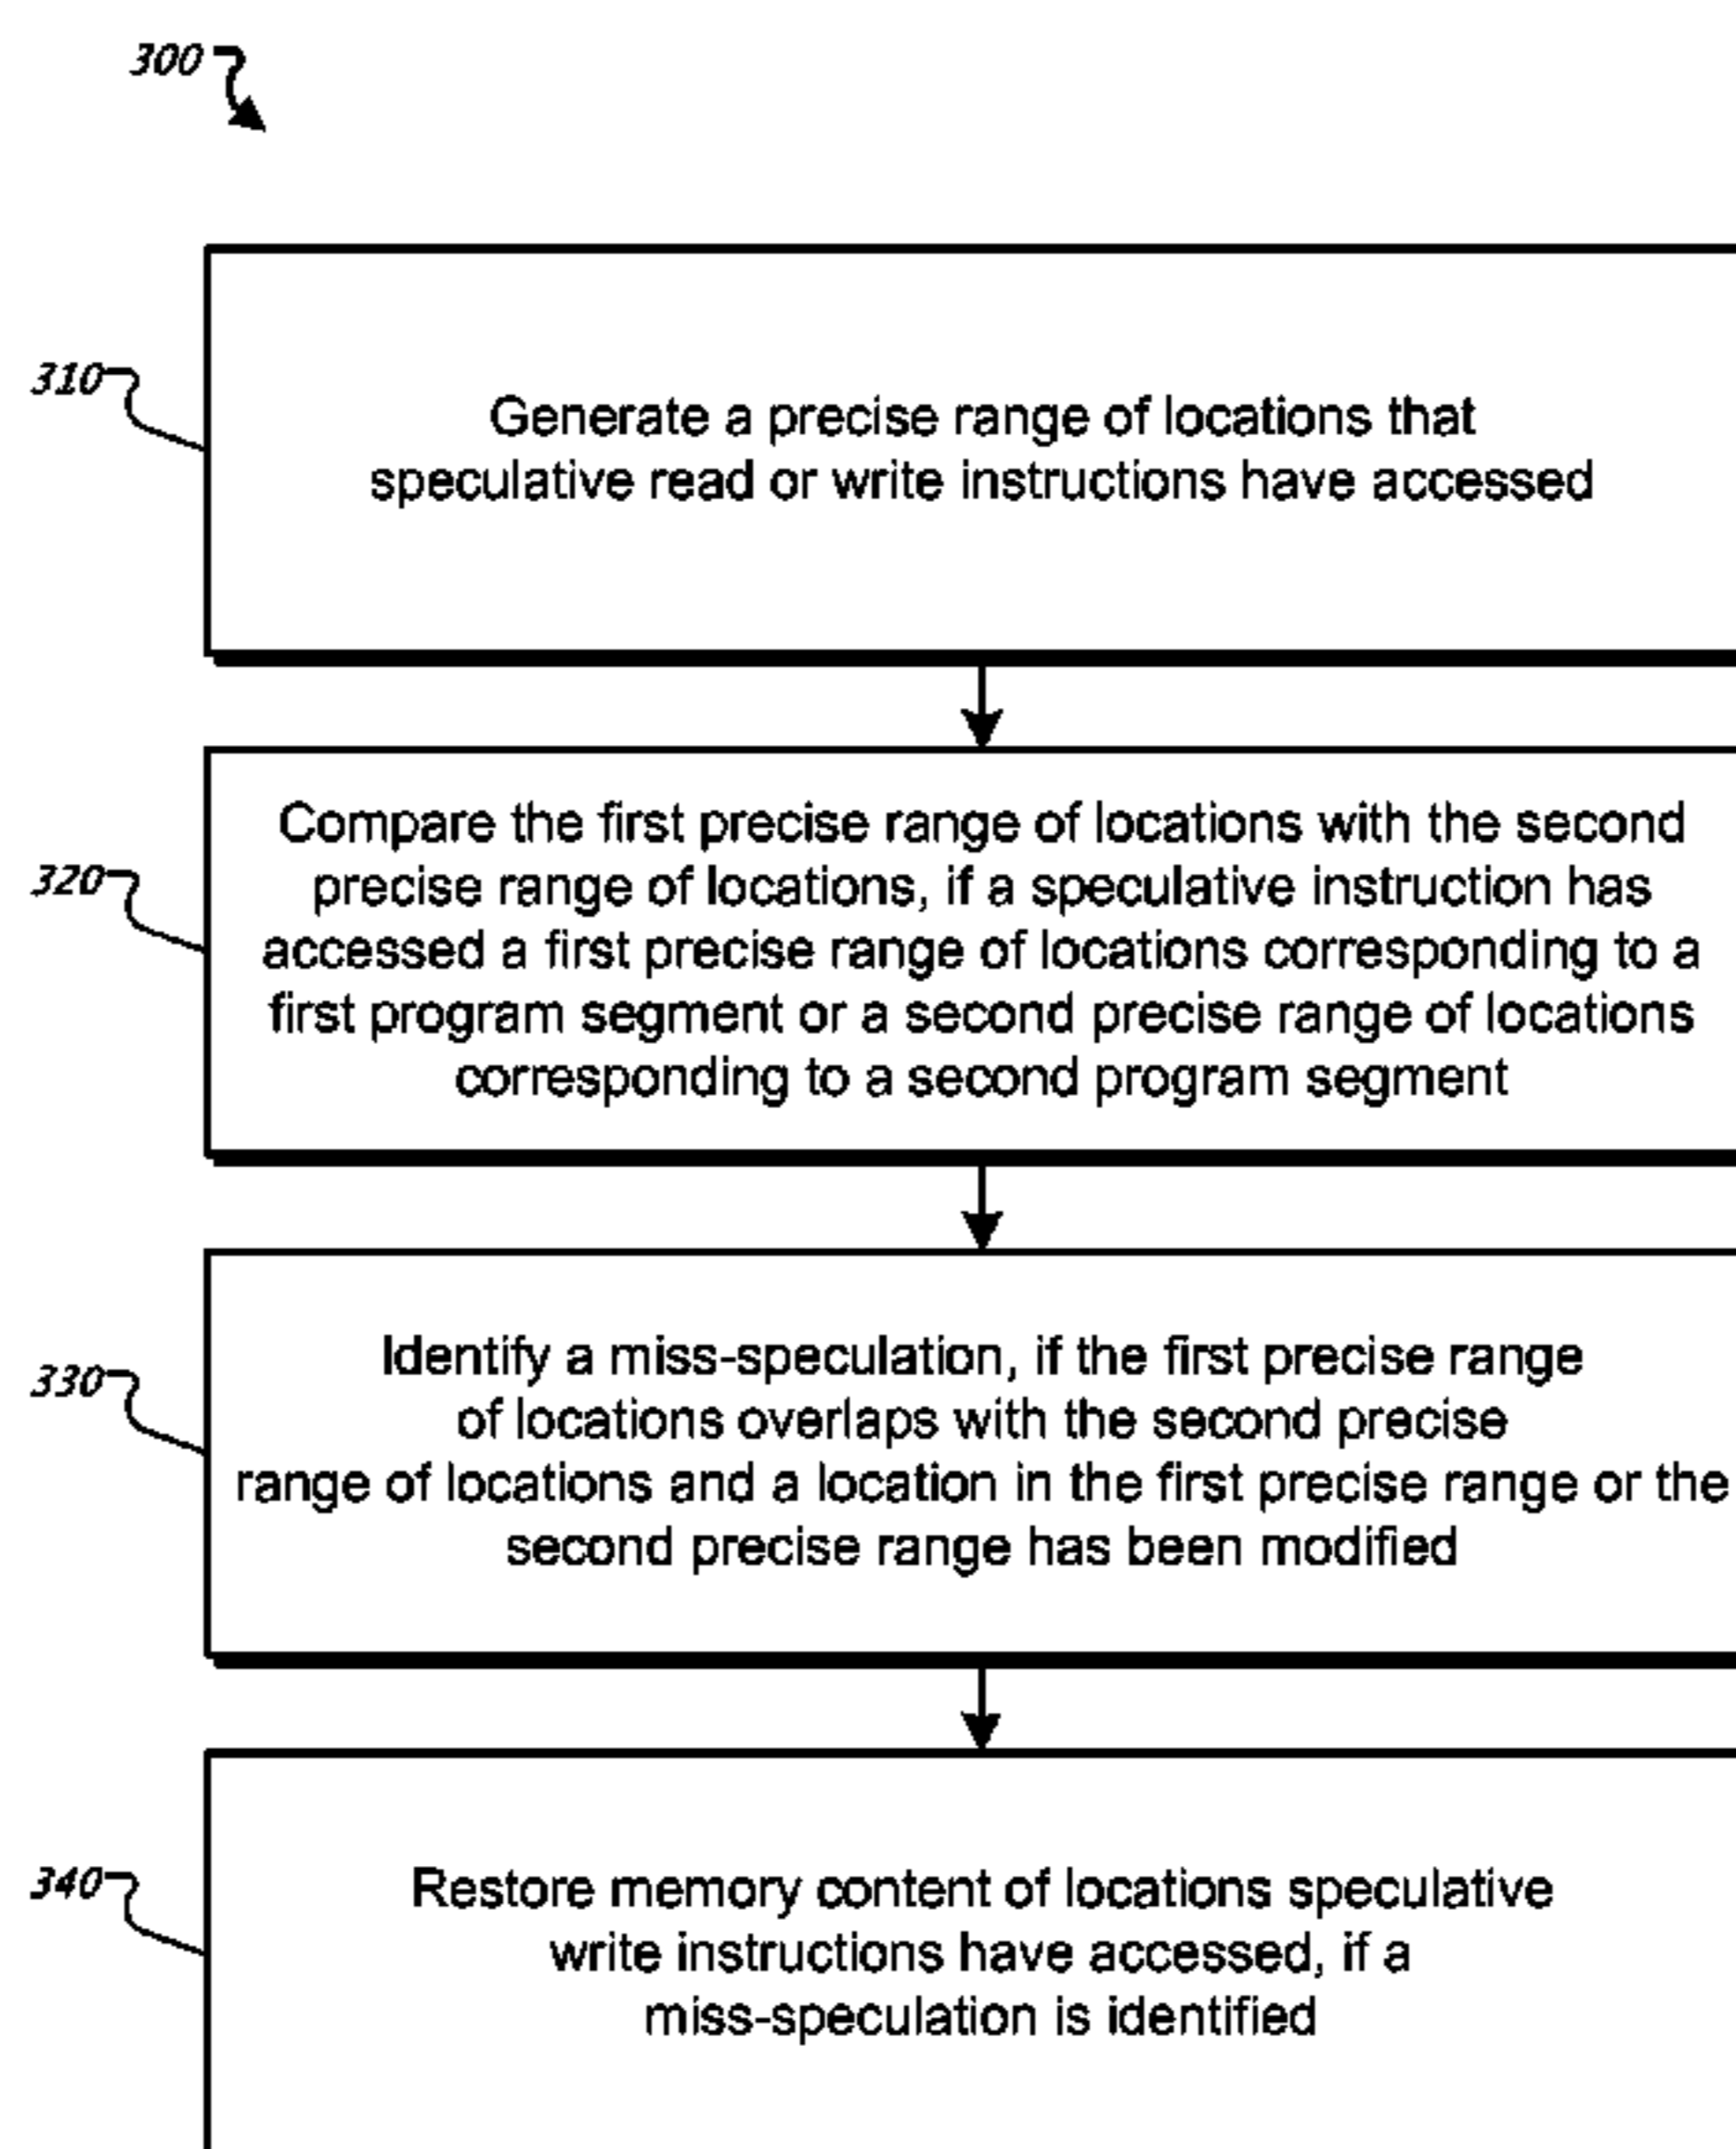 300
310
Generate a precise range of locations that
speculative read or write instructions have accessed
320
Compare the first precise range of locations with the second
precise range of locations, if a speculative instruction has
accessed a first precise range of locations corresponding to a
first program segment or a second precise range of locations
corresponding to a second program segment
330
Identify a miss-speculation, if the first precise range
of locations overlaps with the second precise
range of locations and a location in the first precise range or the
second precise range has been modified
340
Restore memory content of locations speculative
write instructions have accessed, if a
miss-speculation is identified